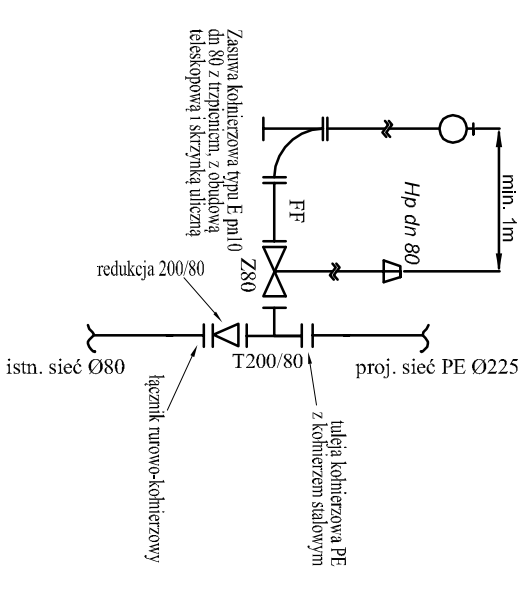 Zasuwa kołnierzowa typu E pn10
dn 80 z trzpieniem, z obudową
teleskopową i skrzynką uliczną
min. 1m
Hp dn 80
FF
Z80
redukcja 200/80
T200/80
istn. sieć Ø80
proj. sieć PE Ø225
łącznik rurowo-kołnierzowy
tuleja kołnierzowa PE
z kołnierzem stalowym